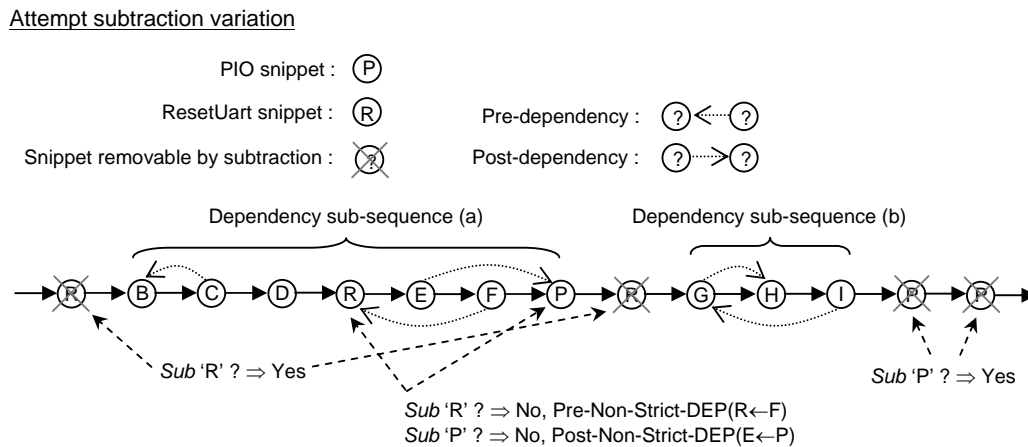 Attempt subtraction variation
PIO snippet : P
ResetUart snippet : R
Pre-dependency : ? ?
Snippet removable by subtraction : ?
Post-dependency : ? ?
Dependency sub-sequence (a) Dependency sub-sequence (b)
R B C D R E F P R G H I P P
Sub 'R' ? ⇒ Yes
Sub 'P' ? ⇒ Yes
Sub 'R' ? ⇒ No, Pre-Non-Strict-DEP(R←F)
Sub 'P' ? ⇒ No, Post-Non-Strict-DEP(E←P)